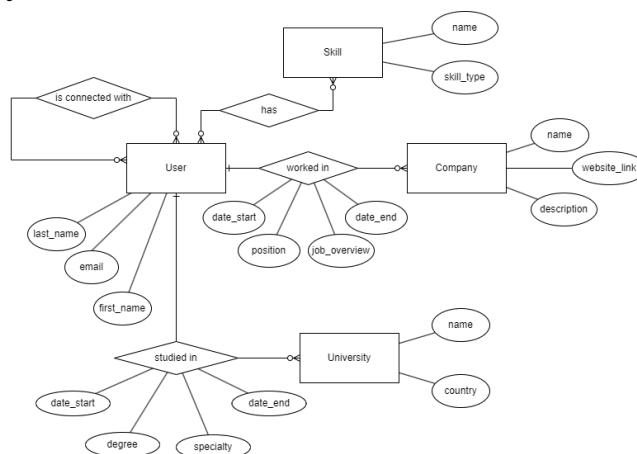 name
Skill
skill_type
is connected with
has
name
User
worked in
Company
website_link
date_start
date_end
description
last_name
position
job_overview
email
first_name
name
studied in
University
date_start
date_end
country
degree
specialty